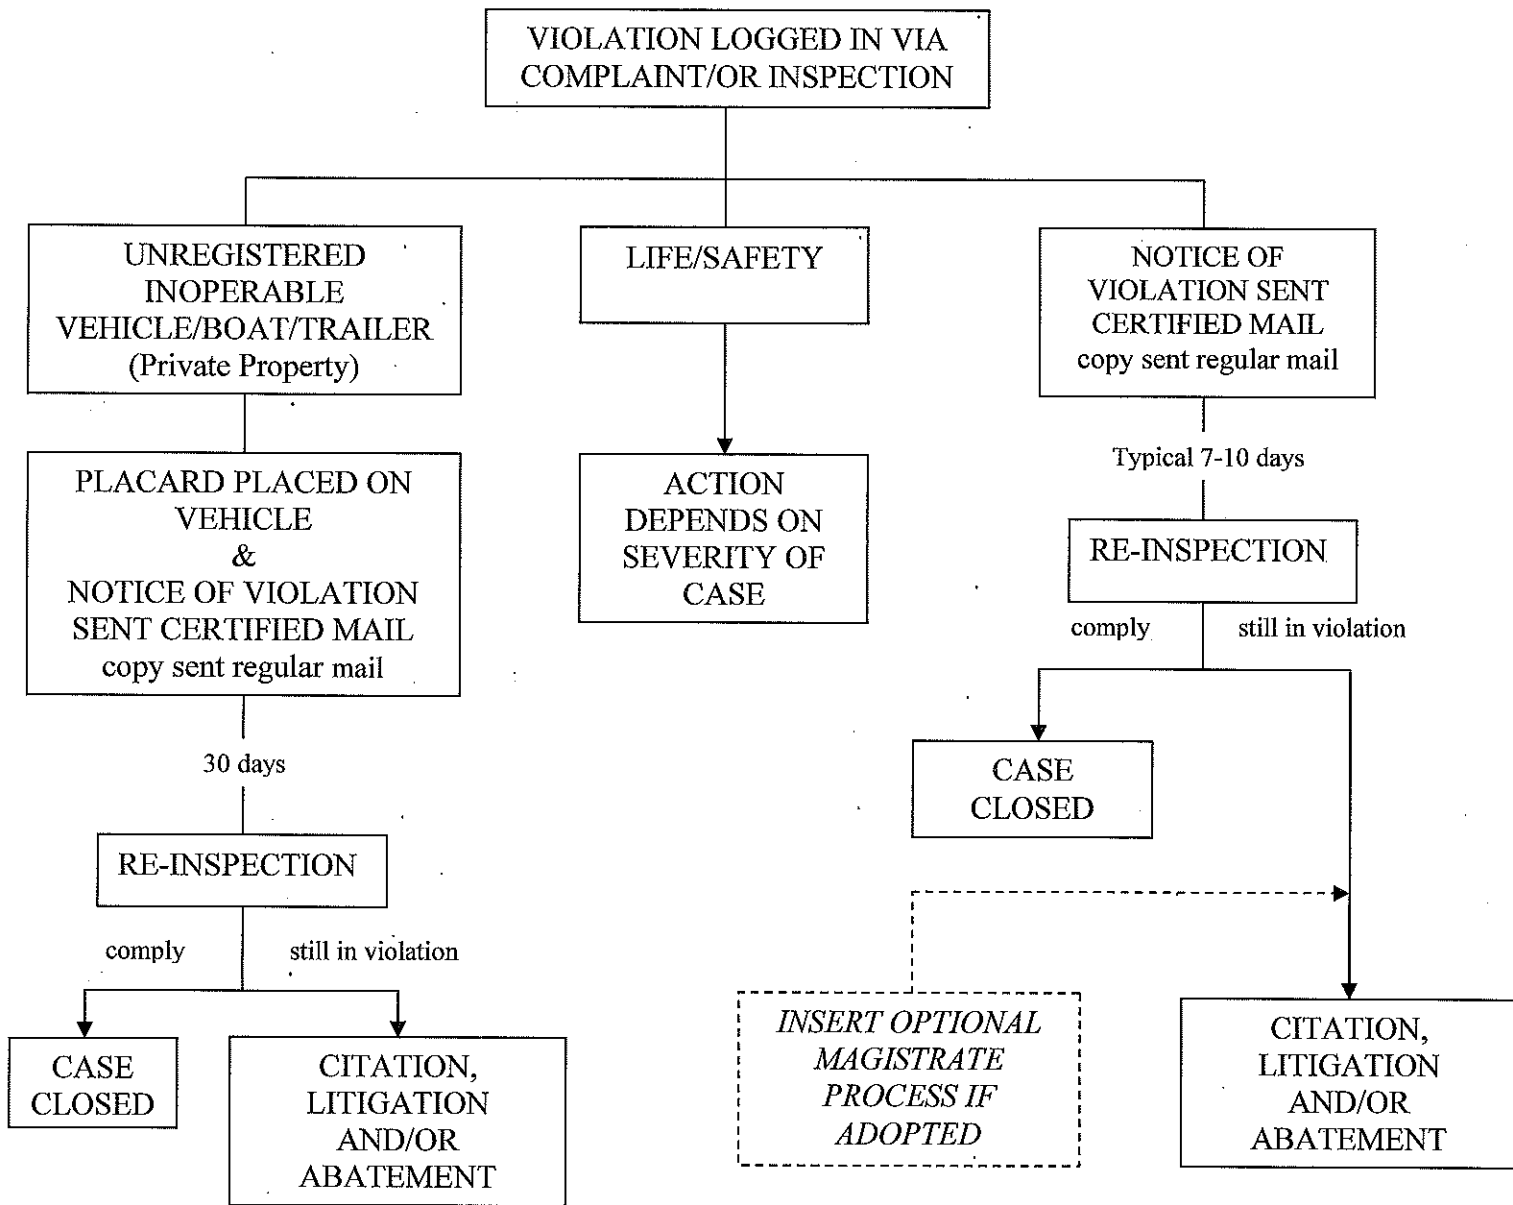 VIOLATION LOGGED IN VIA
COMPLAINT/OR INSPECTION
UNREGISTERED
INOPERABLE
VEHICLE/BOAT/TRAILER
(Private Property)
LIFE/SAFETY
NOTICE OF
VIOLATION SENT
CERTIFIED MAIL
copy sent regular mail
PLACARD PLACED ON
VEHICLE
&
NOTICE OF VIOLATION
SENT CERTIFIED MAIL
copy sent regular mail
ACTION
DEPENDS ON
SEVERITY OF
CASE
Typical 7-10 days
RE-INSPECTION
comply still in violation
30 days
CASE
CLOSED
RE-INSPECTION
comply still in violation
CASE
CLOSED
CITATION,
LITIGATION
AND/OR
ABATEMENT
INSERT OPTIONAL
MAGISTRATE
PROCESS IF
ADOPTED
CITATION,
LITIGATION
AND/OR
ABATEMENT